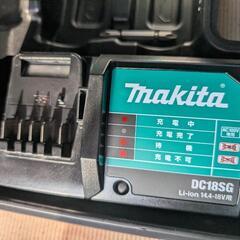 makita
充電中
充電完了
待機
充電不可
DC18SG
Li-ion 14.4-18V用